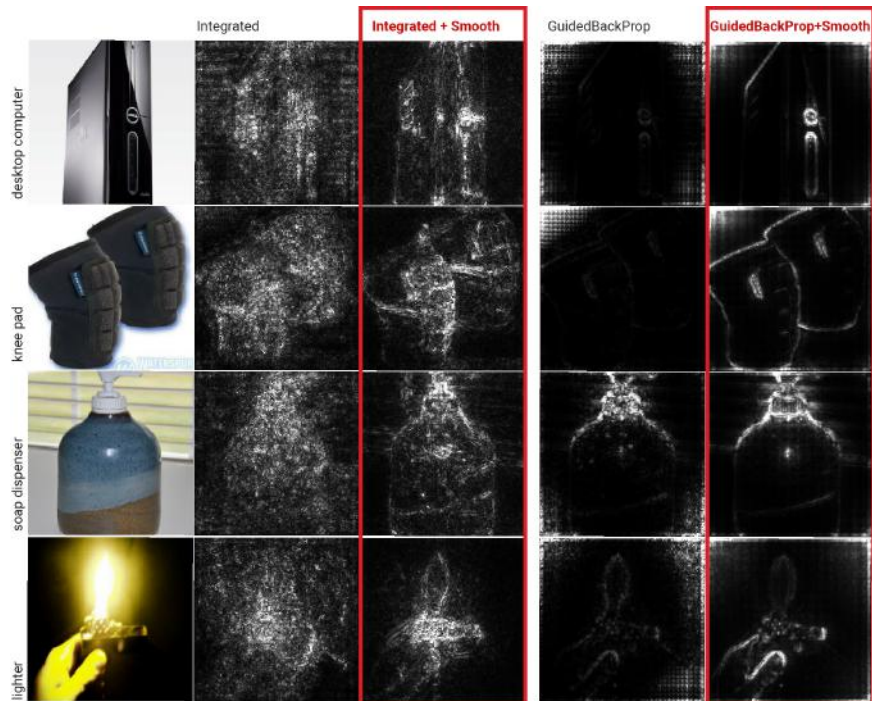 Integrated
Integrated + Smooth
GuidedBackProp
GuidedBackProp+Smooth
desktop computer
knee pad
soap dispenser
lighter